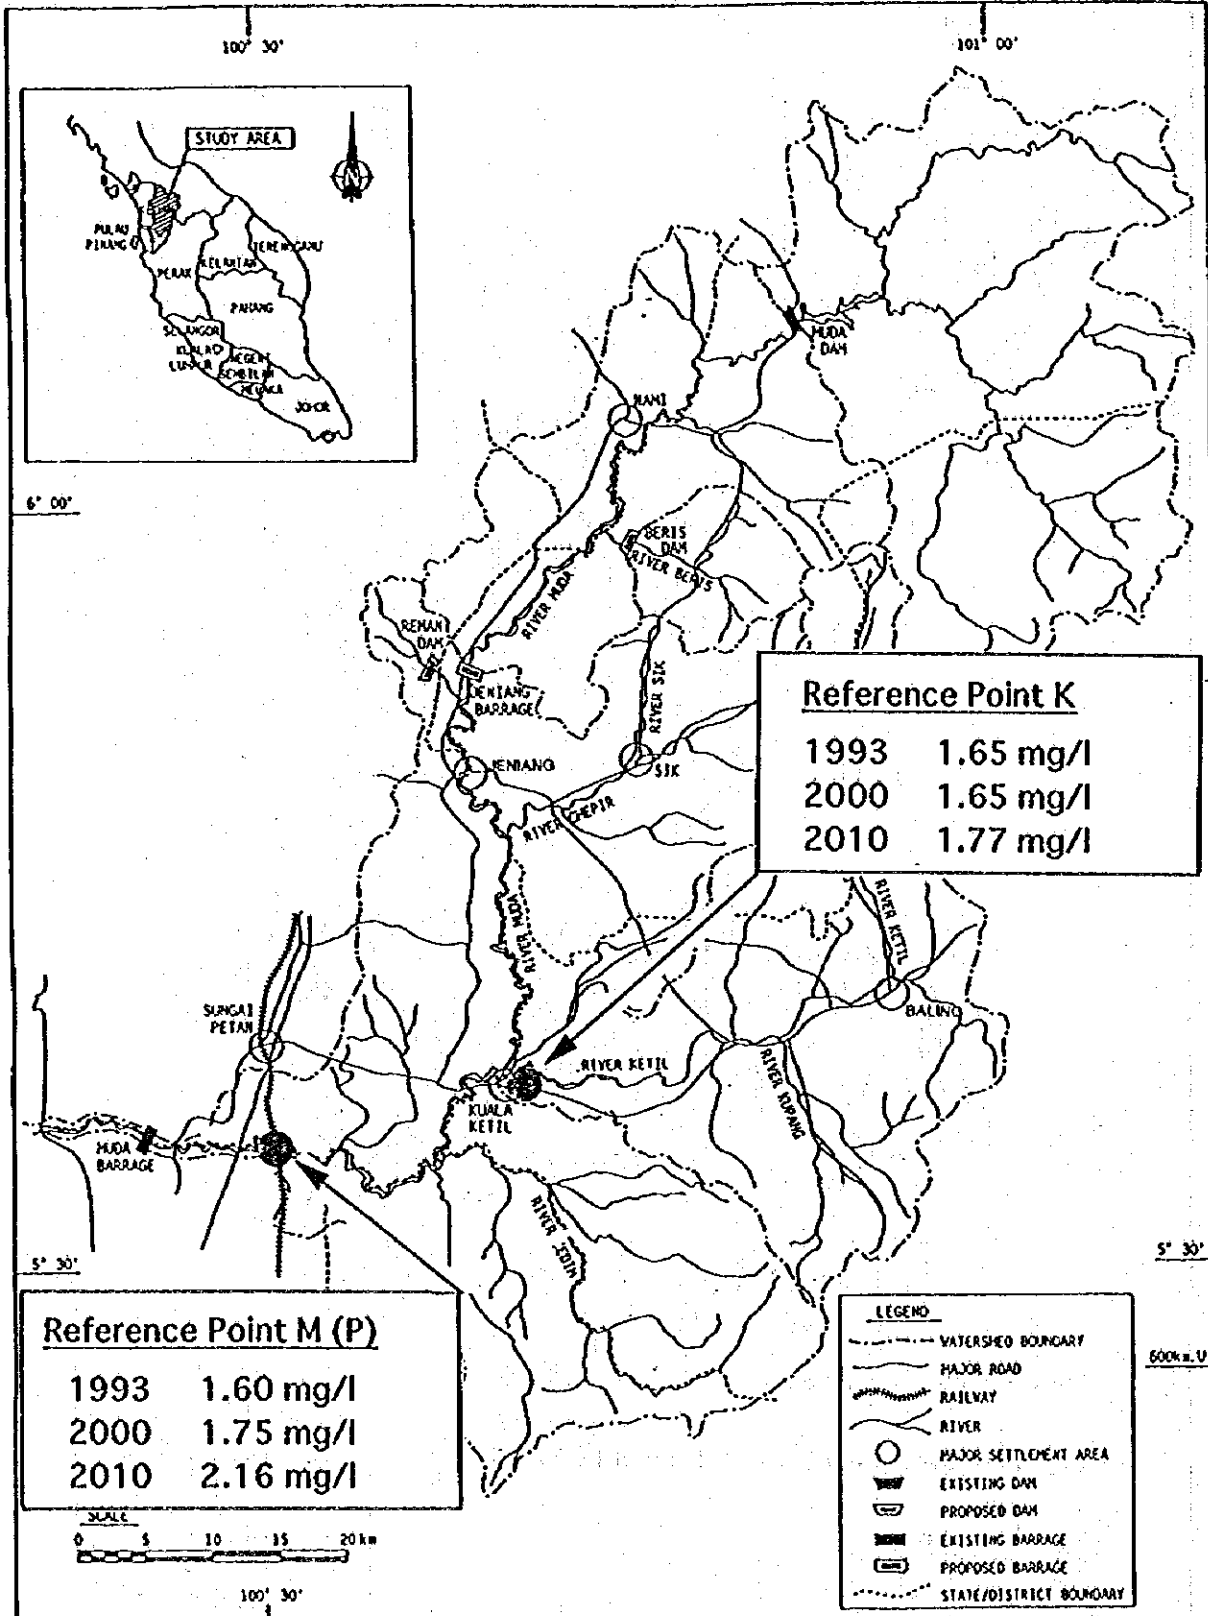 100° 30'
101° 00'
STUDY AREA
N
PULAU
PINANG
PERAK
KELANTAN
TERENGGANU
PAHANG
SELANGOR
KUALA
LUMPUR
NEGERI
SEMBILAN
MELAKA
JOHOR
MUDA
DAM
NAMI
6° 00'
BERIS
DAM
RIVER BERIS
RIVER MUDA
REMAN
DAM
JENIANG
BARRAGE
RIVER SIK
JENIANG
SIK
RIVER CHEPIR
Reference Point K
1993 1.65 mg/l
2000 1.65 mg/l
2010 1.77 mg/l
RIVER MUDA
RIVER KETIL
BALING
SUNGAI
PETANI
RIVER KETIL
KUALA
KETIL
RIVER KUPANG
MUDA
BARRAGE
RIVER SEDIM
5° 30'
5° 30'
Reference Point M (P)
1993 1.60 mg/l
2000 1.75 mg/l
2010 2.16 mg/l
SCALE
0 5 10 15 20 km
100° 30'
LEGEND
WATERSHED BOUNDARY
MAJOR ROAD
RAILWAY
RIVER
MAJOR SETTLEMENT AREA
EXISTING DAM
PROPOSED DAM
EXISTING BARRAGE
PROPOSED BARRAGE
STATE/DISTRICT BOUNDARY
600km.U